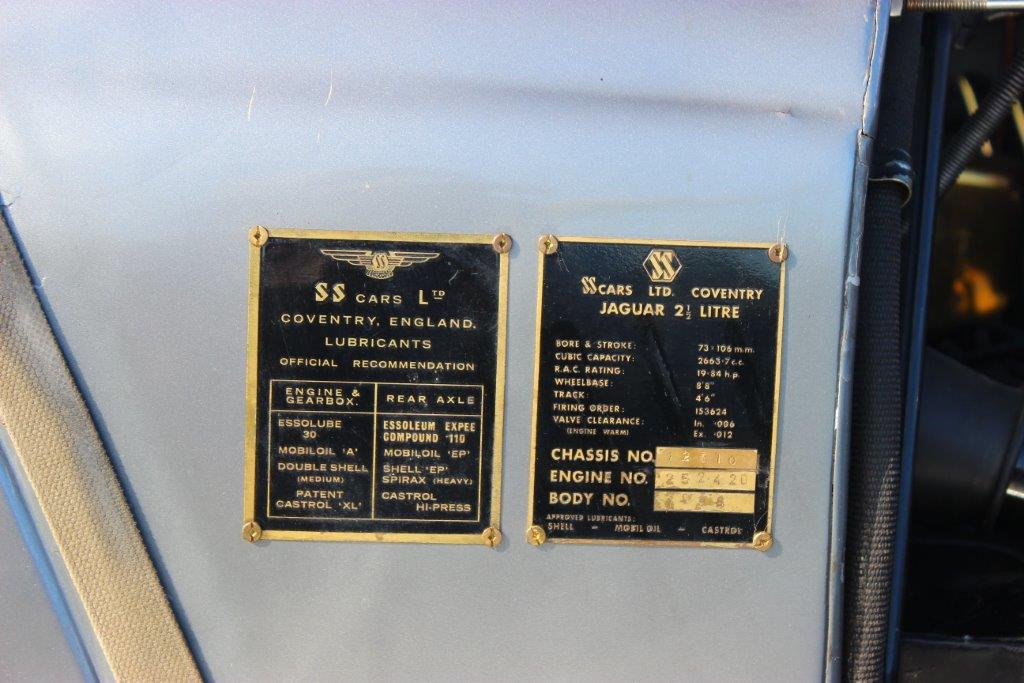 SS
SS CARS LTD
COVENTRY, ENGLAND.
LUBRICANTS
OFFICIAL RECOMMENDATION
ENGINE & GEARBOX.
REAR AXLE
ESSOLUBE 30
ESSOLEUM EXPEE COMPOUND '110
MOBILOIL 'A'
MOBILOIL 'EP'
DOUBLE SHELL (MEDIUM)
SHELL 'EP' SPIRAX (HEAVY)
PATENT CASTROL 'XL'
CASTROL HI-PRESS
SS
SS CARS LTD. COVENTRY
JAGUAR 2½ LITRE
BORE & STROKE: 73·106 m.m.
CUBIC CAPACITY: 2663·7 c.c.
R.A.C. RATING: 19·84 h.p.
WHEELBASE: 8'8"
TRACK: 4'6"
FIRING ORDER: 153624
VALVE CLEARANCE: In. ·006
(ENGINE WARM) Ex. ·012
CHASSIS NO.
ENGINE NO. 252420
BODY NO.
APPROVED LUBRICANTS:
SHELL – MOBIL OIL – CASTROL